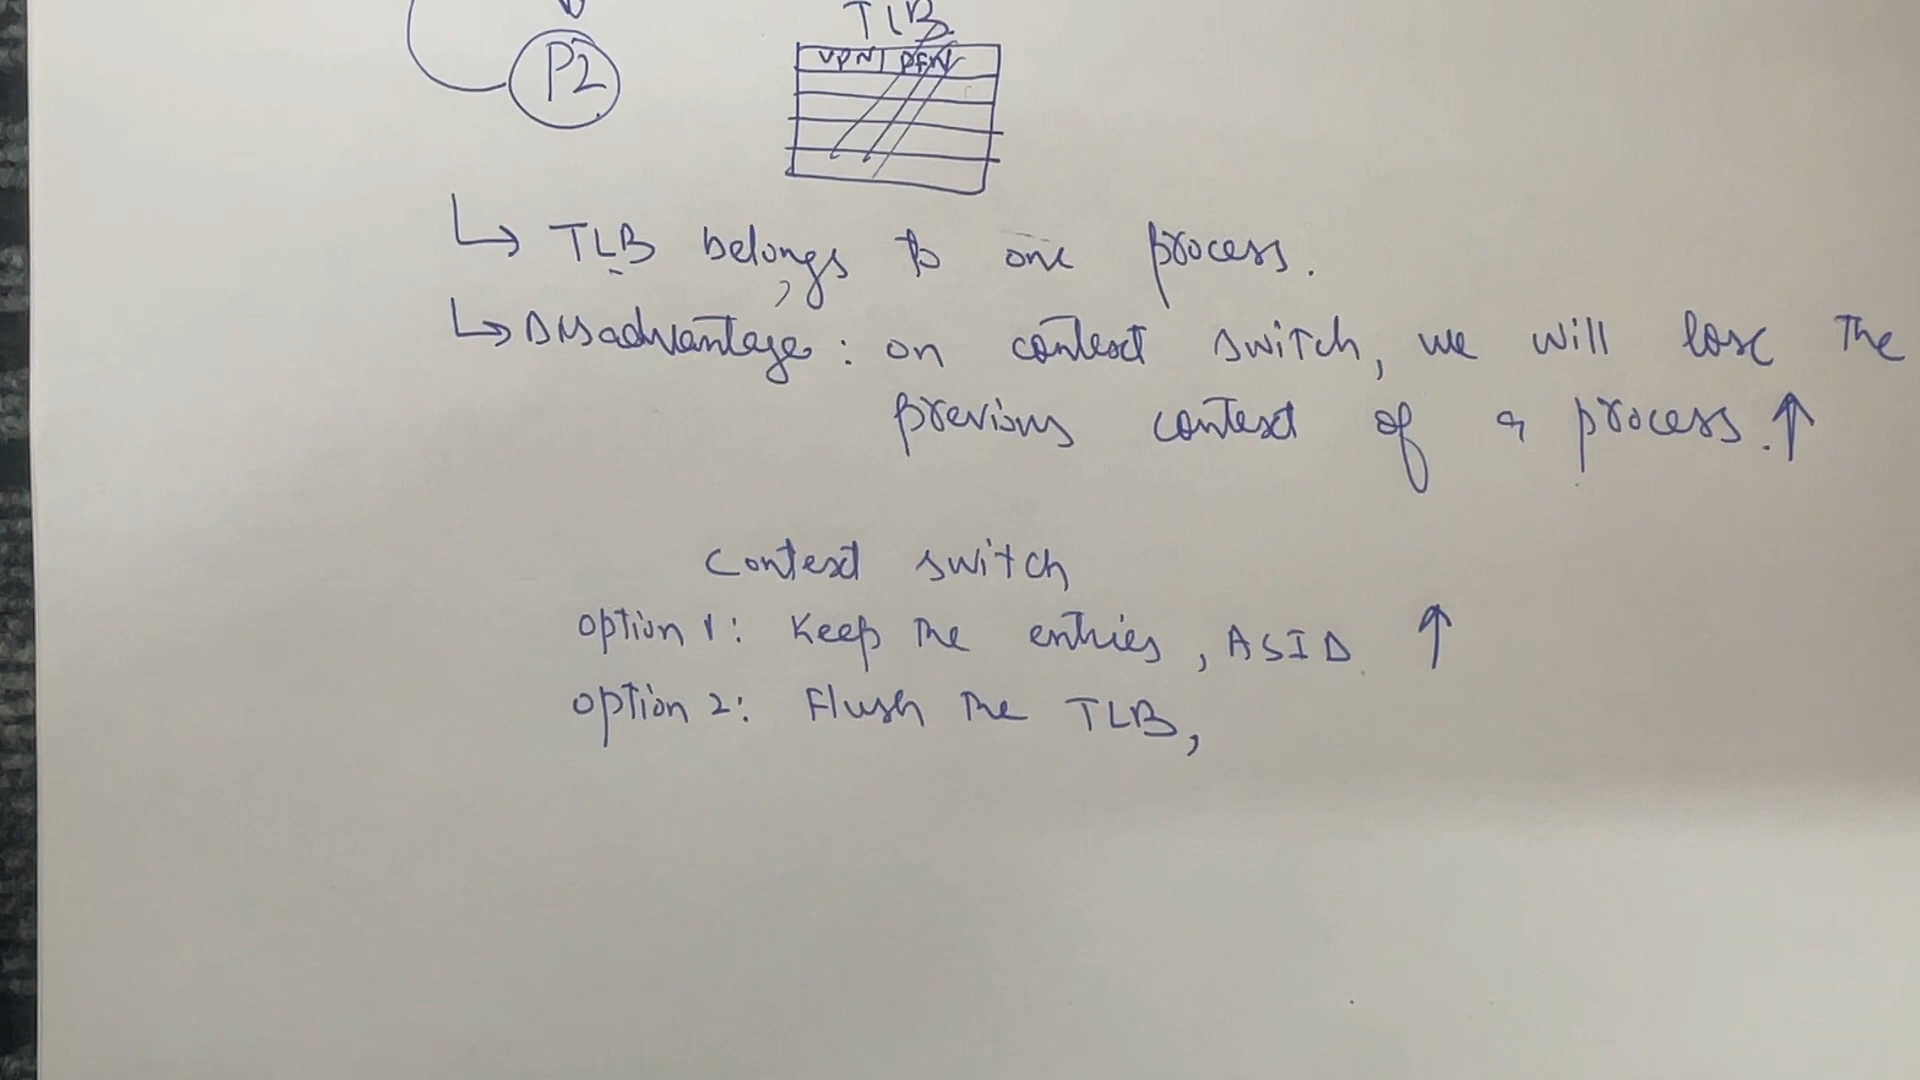 TLB
P2
VPN PFN
↳ TLB belongs to one process.
↳ Disadvantage: on context switch, we will lose the
previous context of a process. ↑
Context switch
option 1: Keep the entries, ASID ↑
option 2: Flush the TLB,